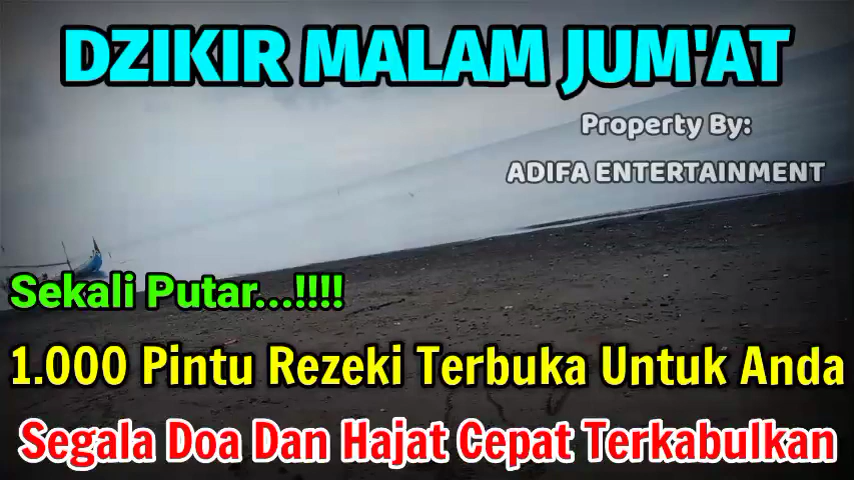 DZIKIR MALAM JUM'AT
Property By:
ADIFA ENTERTAINMENT
Sekali Putar...!!!!
1.000 Pintu Rezeki Terbuka Untuk Anda
Segala Doa Dan Hajat Cepat Terkabulkan